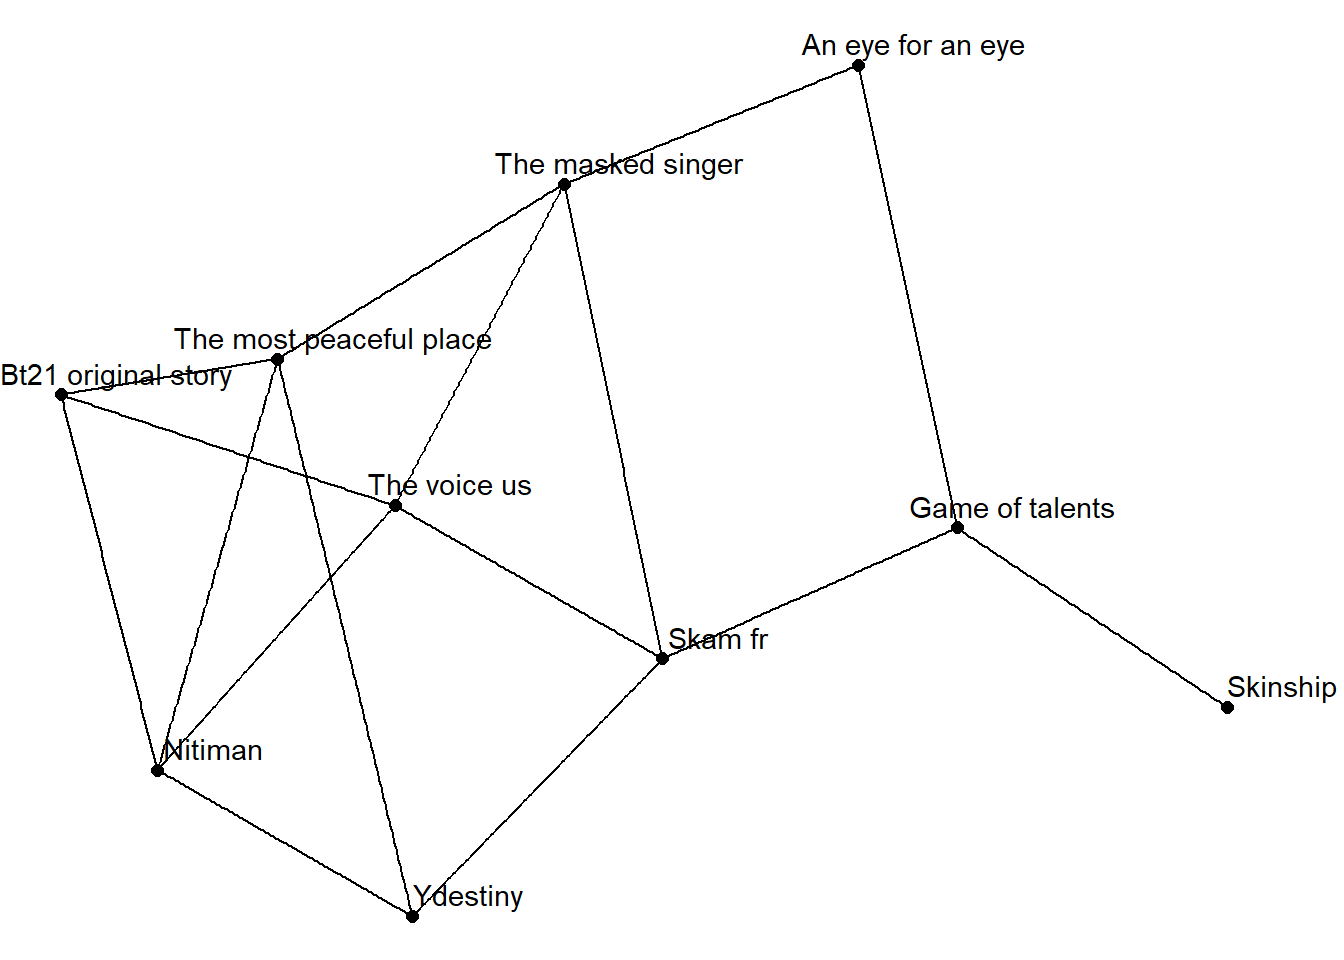 An eye for an eye
The masked singer
The most peaceful place
Bt21 original story
The voice us
Game of talents
Skam fr
Skinship
Nitiman
Ydestiny